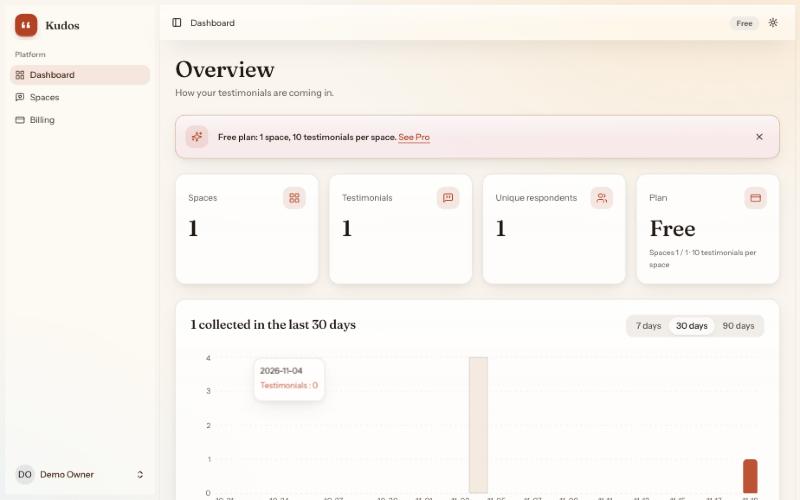 Kudos
Dashboard
Free
Platform
Dashboard
Spaces
Billing
Overview
How your testimonials are coming in.
Free plan: 1 space, 10 testimonials per space. See Pro
Spaces
1
Testimonials
1
Unique respondents
1
Plan
Free
Spaces 1 / 1 · 10 testimonials per
space
1 collected in the last 30 days
7 days 30 days 90 days
4
3
2
1
0
2026-11-04
Testimonials : 0
DO Demo Owner